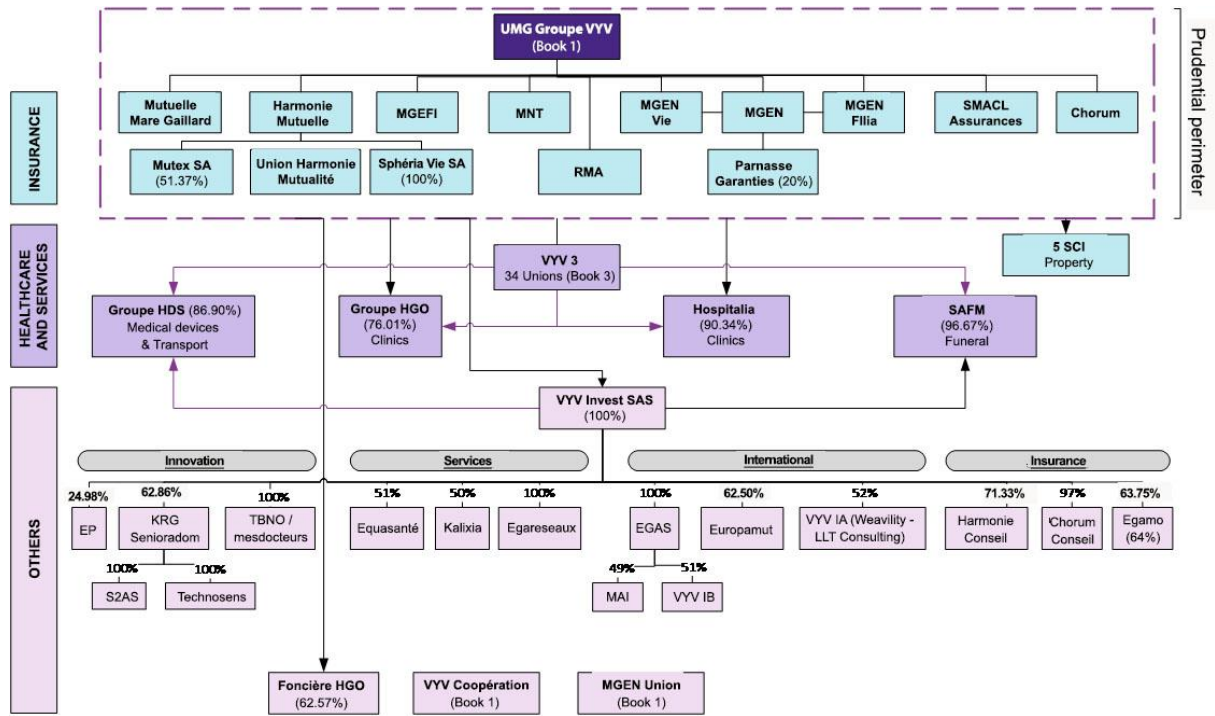 UMG Groupe VYV
(Book 1)
Prudential perimeter
INSURANCE
Mutuelle
Mare Gaillard
Harmonie
Mutuelle
MGEFI
MNT
MGEN
Vie
MGEN
MGEN
FIlia
SMACL
Assurances
Chorum
Mutex SA
(51.37%)
Union Harmonie
Mutualité
Sphéria Vie SA
(100%)
RMA
Parnasse
Garanties (20%)
HEALTHCARE
AND SERVICES
VYV 3
34 Unions (Book 3)
5 SCI
Property
Groupe HDS (86.90%)
Medical devices
& Transport
Groupe HGO
(76.01%)
Clinics
Hospitalia
(90.34%)
Clinics
SAFM
(96.67%)
Funeral
OTHERS
VYV Invest SAS
(100%)
Innovation
Services
International
Insurance
24.98%
62.86%
100%
51%
50%
100%
100%
62.50%
52%
71.33%
97%
63.75%
EP
KRG
Senioradom
TBNO /
mesdocteurs
Equasanté
Kalixia
Egareseaux
EGAS
Europamut
VYV IA (Weavility -
LLT Consulting)
Harmonie
Conseil
Chorum
Conseil
Egamo
(64%)
100%
100%
49%
51%
S2AS
Technosens
MAI
VYV IB
Foncière HGO
(62.57%)
VYV Coopération
(Book 1)
MGEN Union
(Book 1)